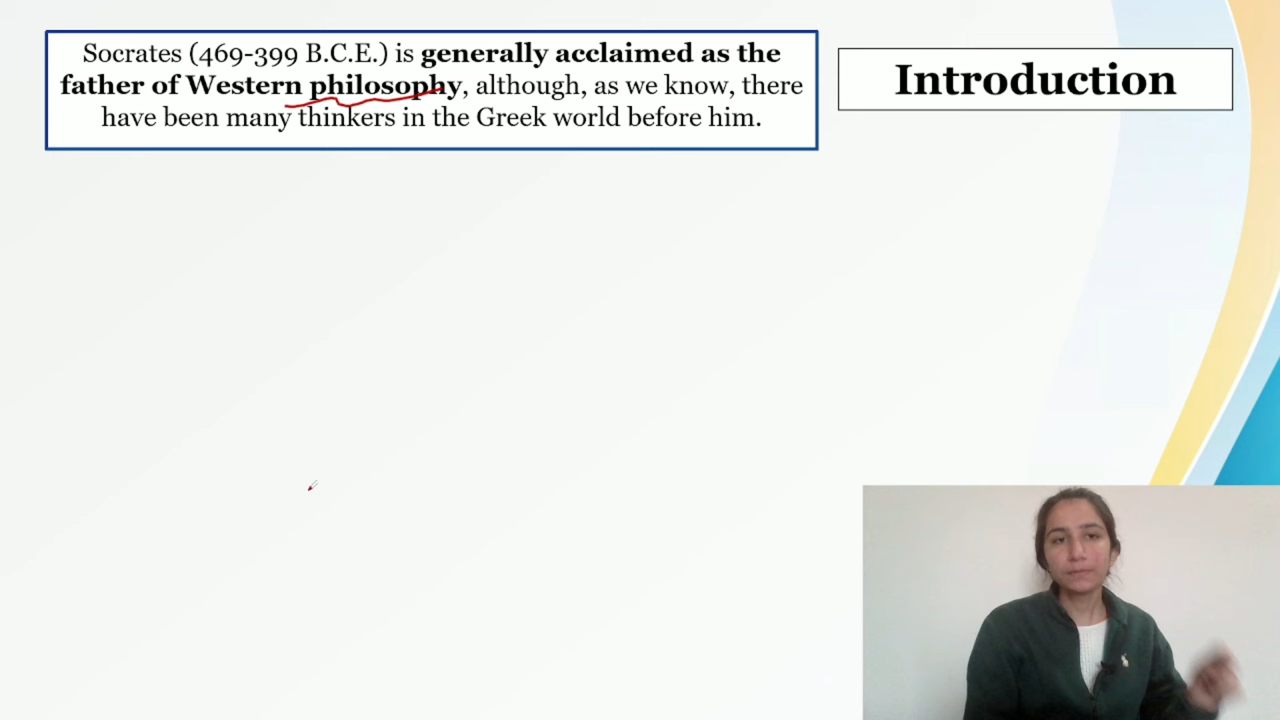 Socrates (469-399 B.C.E.) is generally acclaimed as the
father of Western philosophy, although, as we know, there
have been many thinkers in the Greek world before him.
Introduction